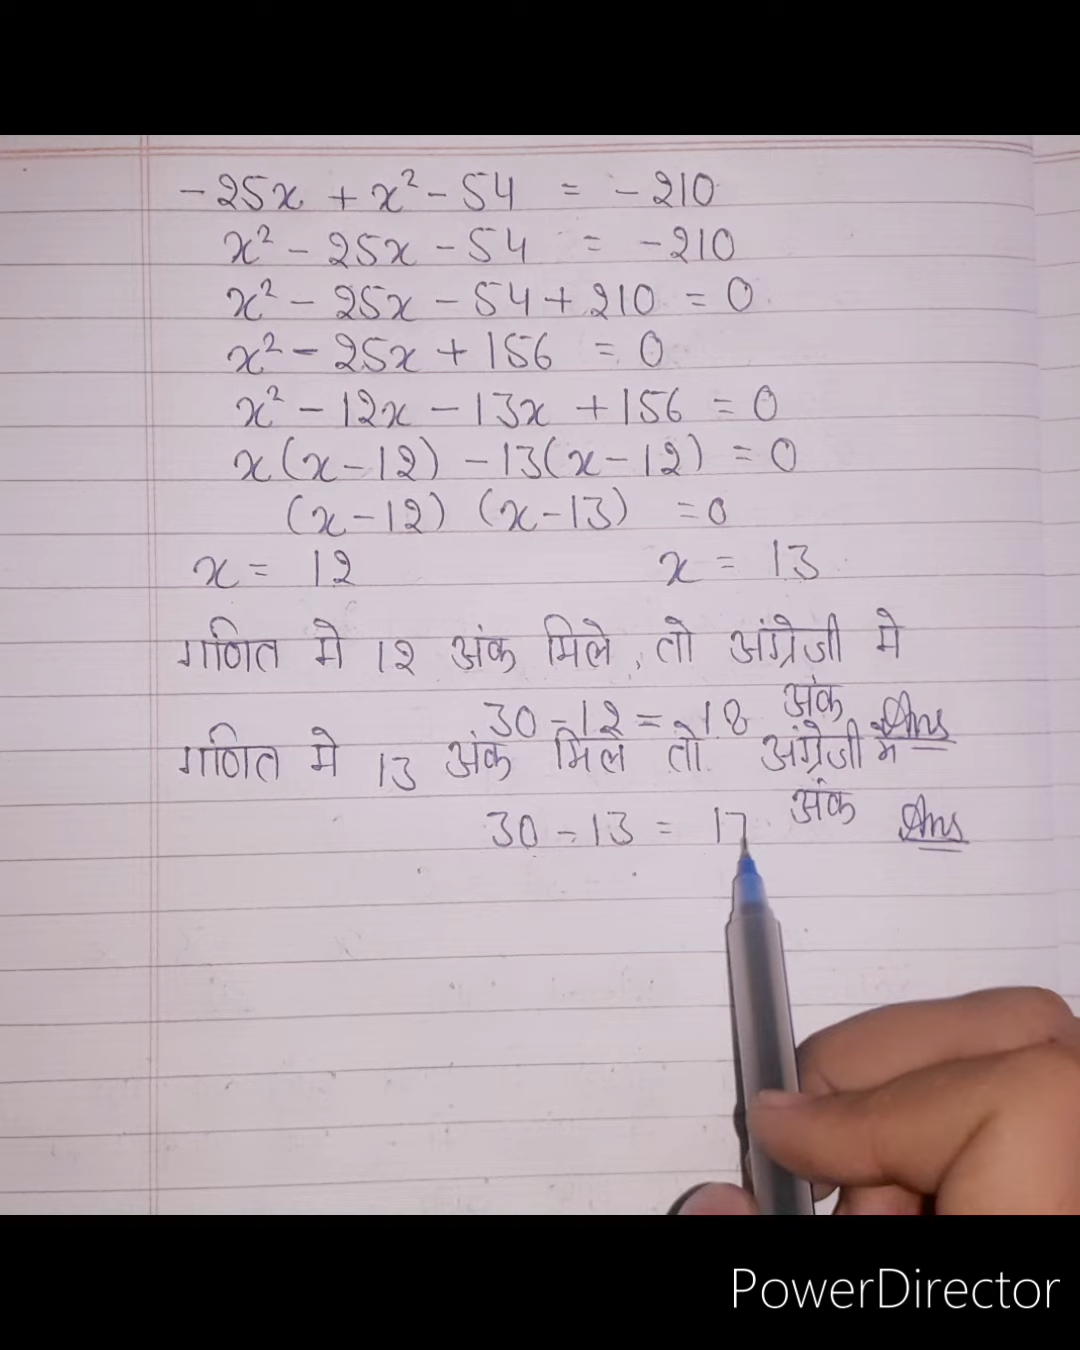 -25x + x² - 54 = -210
x² - 25x - 54 = -210
x² - 25x - 54 + 210 = 0
x² - 25x + 156 = 0
x² - 12x - 13x + 156 = 0
x(x-12) - 13(x-12) = 0
(x-12) (x-13) = 0
x = 12 x = 13
गणित मे 12 अंक मिले, तो अंग्रेजी मे
30 - 12 = 18 अंक Ans
गणित मे 13 अंक मिले तो अंग्रेजी मे
30 - 13 = 17 अंक Ans
PowerDirector